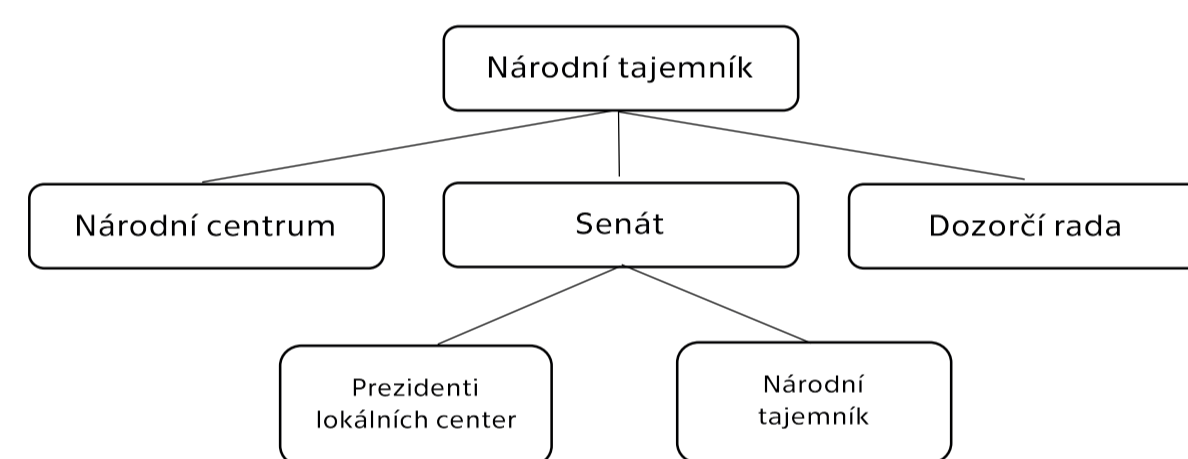 Národní tajemník
Národní centrum
Senát
Dozorčí rada
Prezidenti
lokálních center
Národní
tajemník